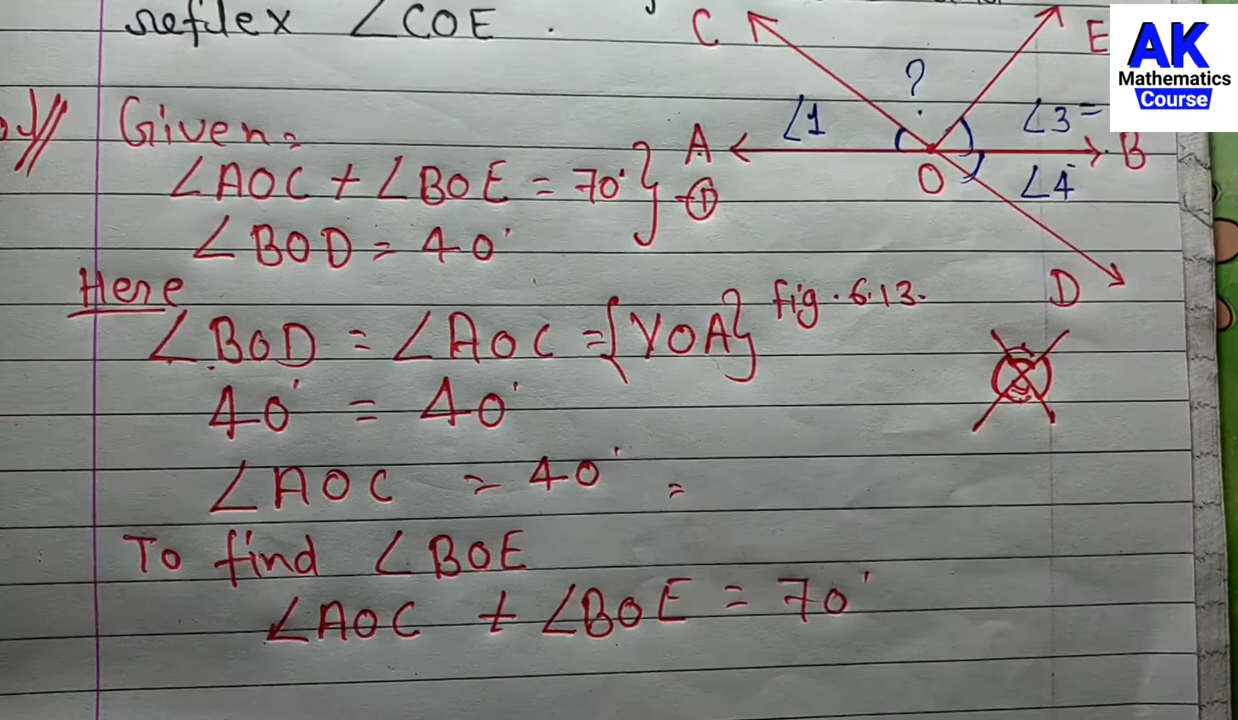 reflex ∠COE .
C
E
AK
Mathematics
Course
?
∠1
∠3=
A
B
O
∠4
D
fig. 6.13.
Given=
∠AOC + ∠BOE = 70° } ①
∠BOD = 40°
Here
∠BOD = ∠AOC = {VOA}
40° = 40°
∠AOC = 40° =
To find ∠BOE
∠AOC + ∠BOE = 70°